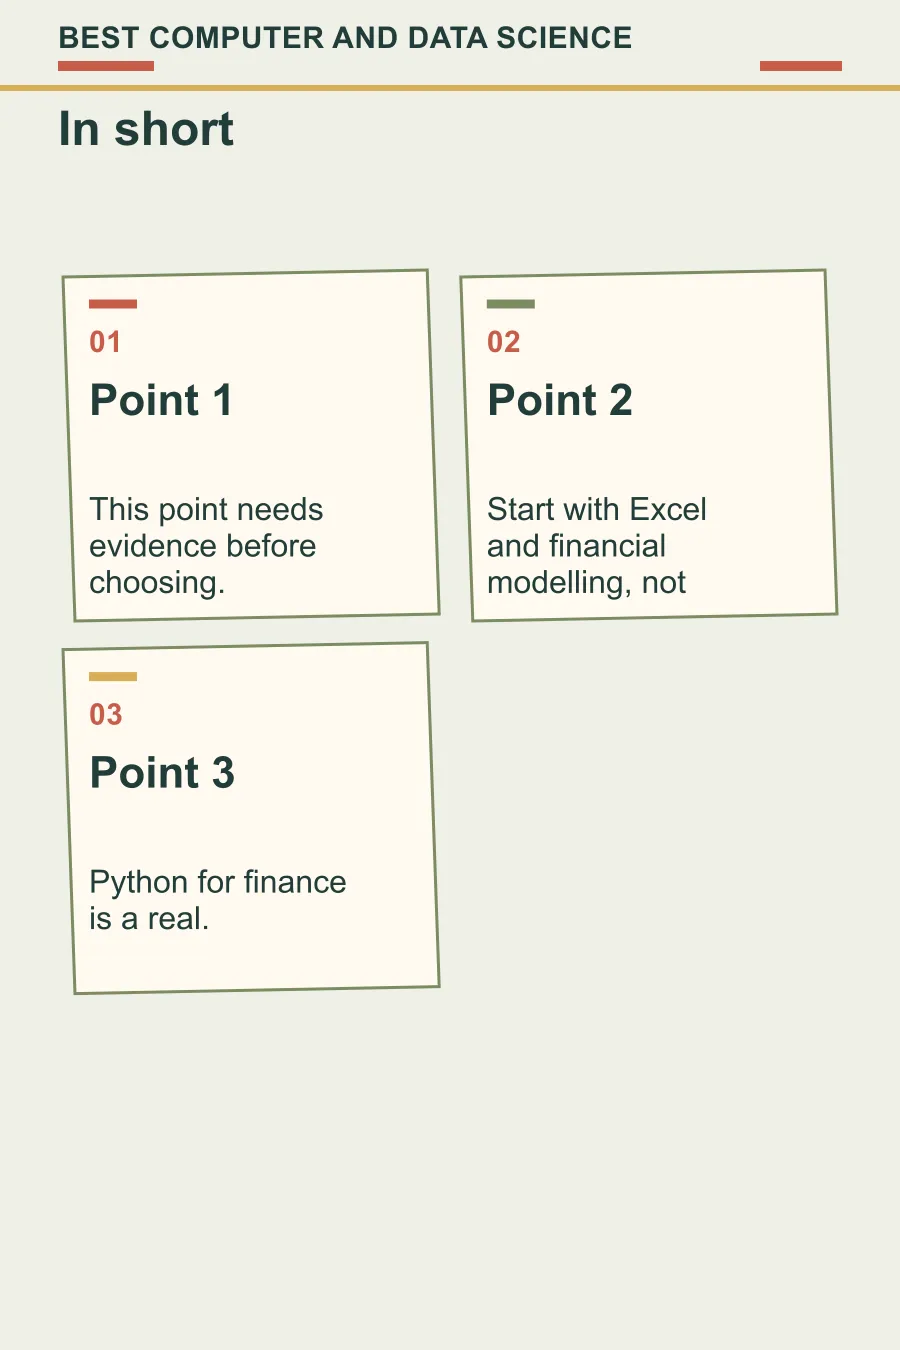 BEST COMPUTER AND DATA SCIENCE
In short
01
Point 1
This point needs
evidence before
choosing.
02
Point 2
Start with Excel
and financial
modelling, not
03
Point 3
Python for finance
is a real.